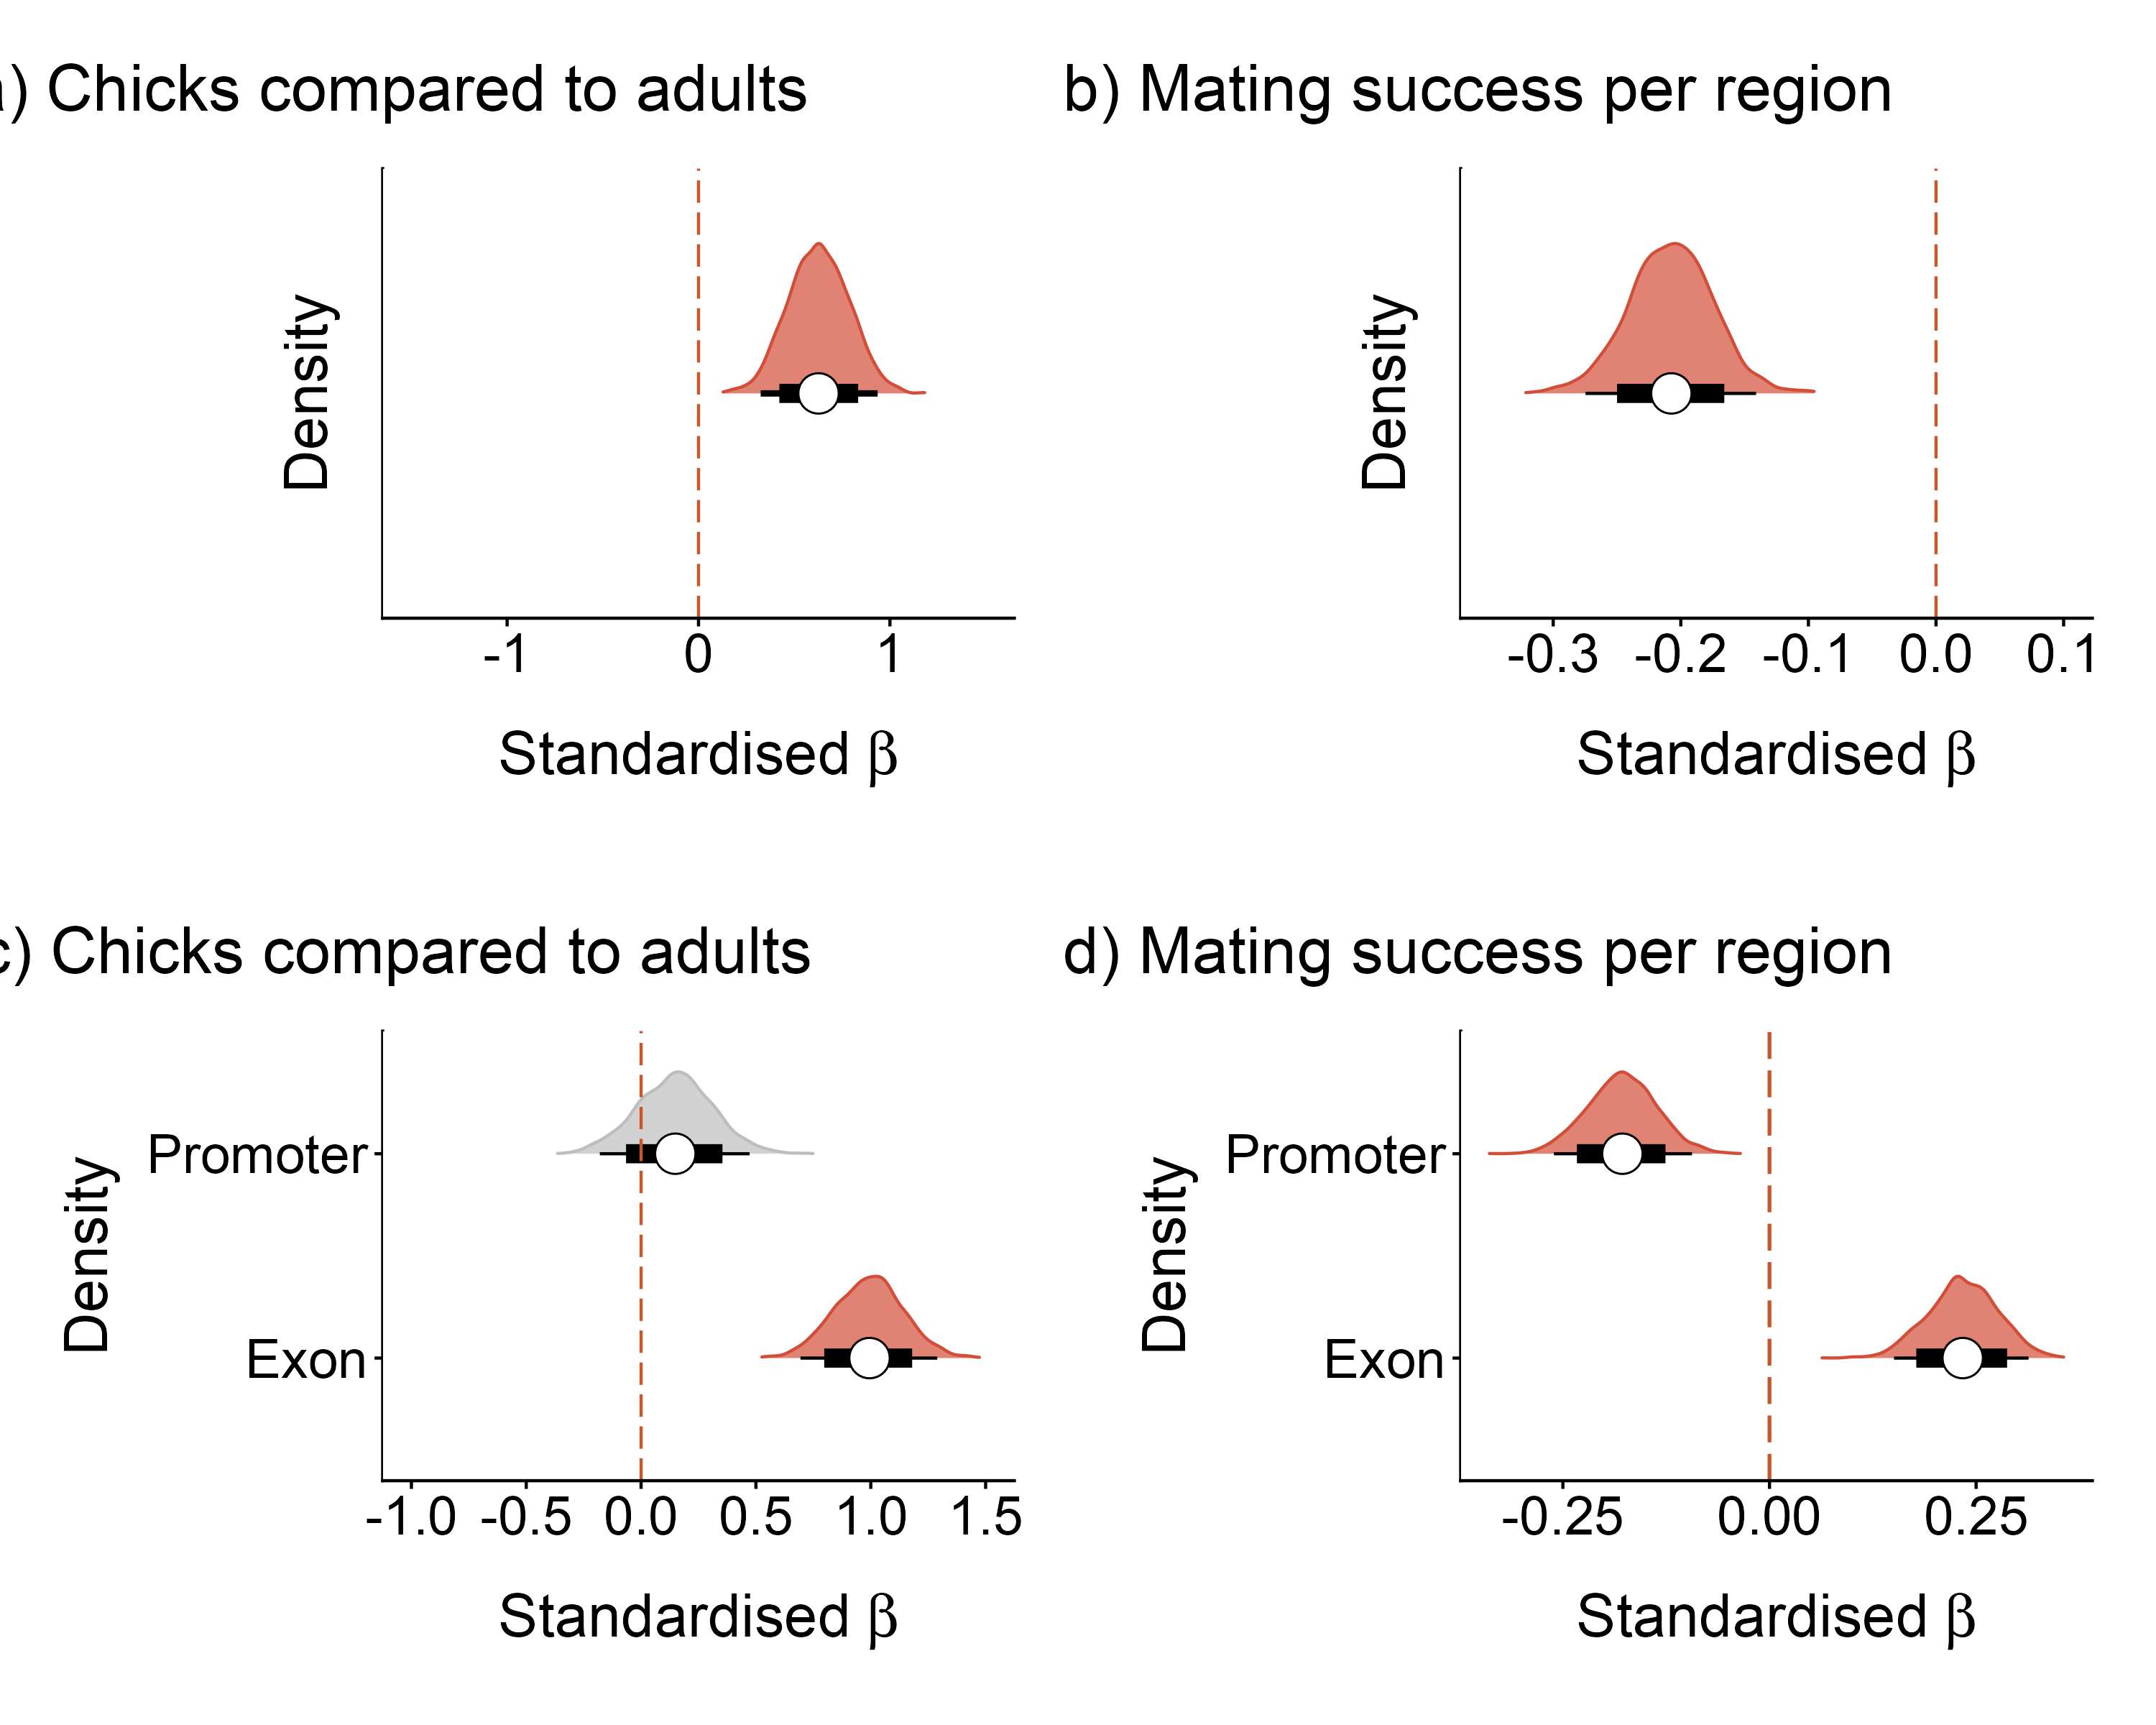 ) Chicks compared to adults
b) Mating success per region
Density
-1 0 1
Standardised β
Density
-0.3 -0.2 -0.1 0.0 0.1
Standardised β
c) Chicks compared to adults
d) Mating success per region
Density
Promoter
Exon
-1.0 -0.5 0.0 0.5 1.0 1.5
Standardised β
Density
Promoter
Exon
-0.25 0.00 0.25
Standardised β